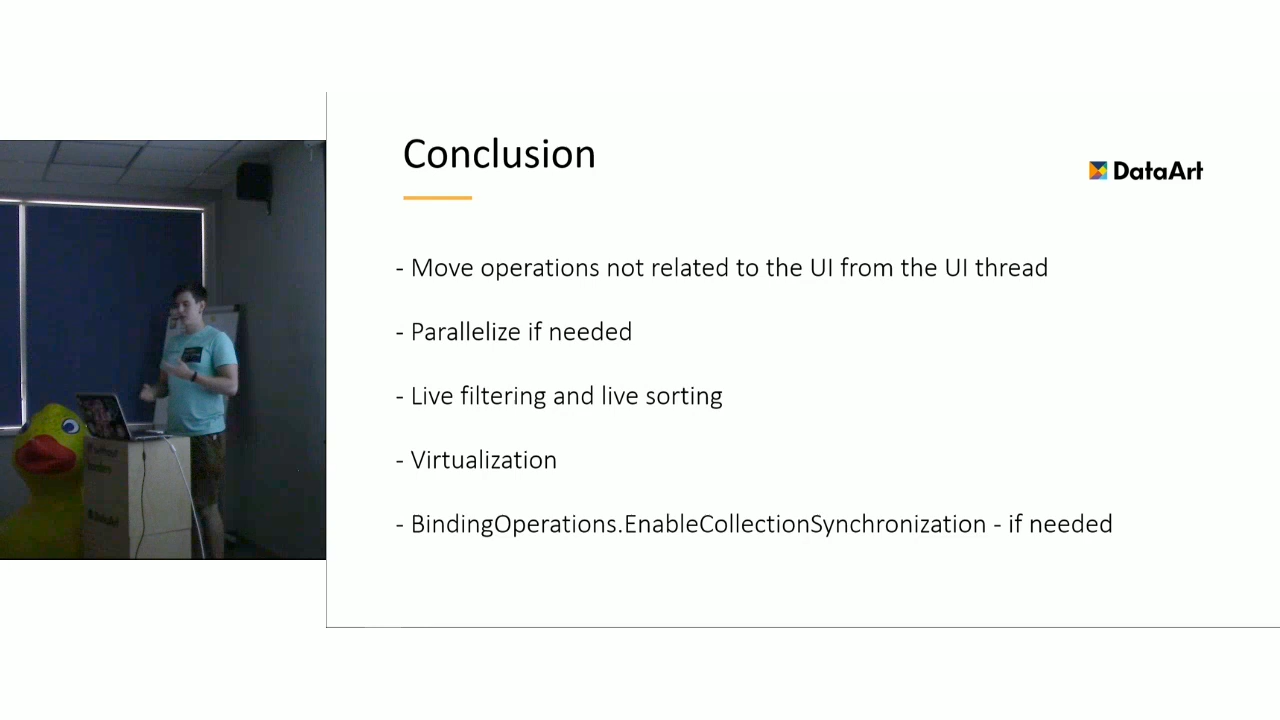 Conclusion
DataArt
- Move operations not related to the UI from the UI thread
- Parallelize if needed
- Live filtering and live sorting
- Virtualization
- BindingOperations.EnableCollectionSynchronization - if needed
DataArt